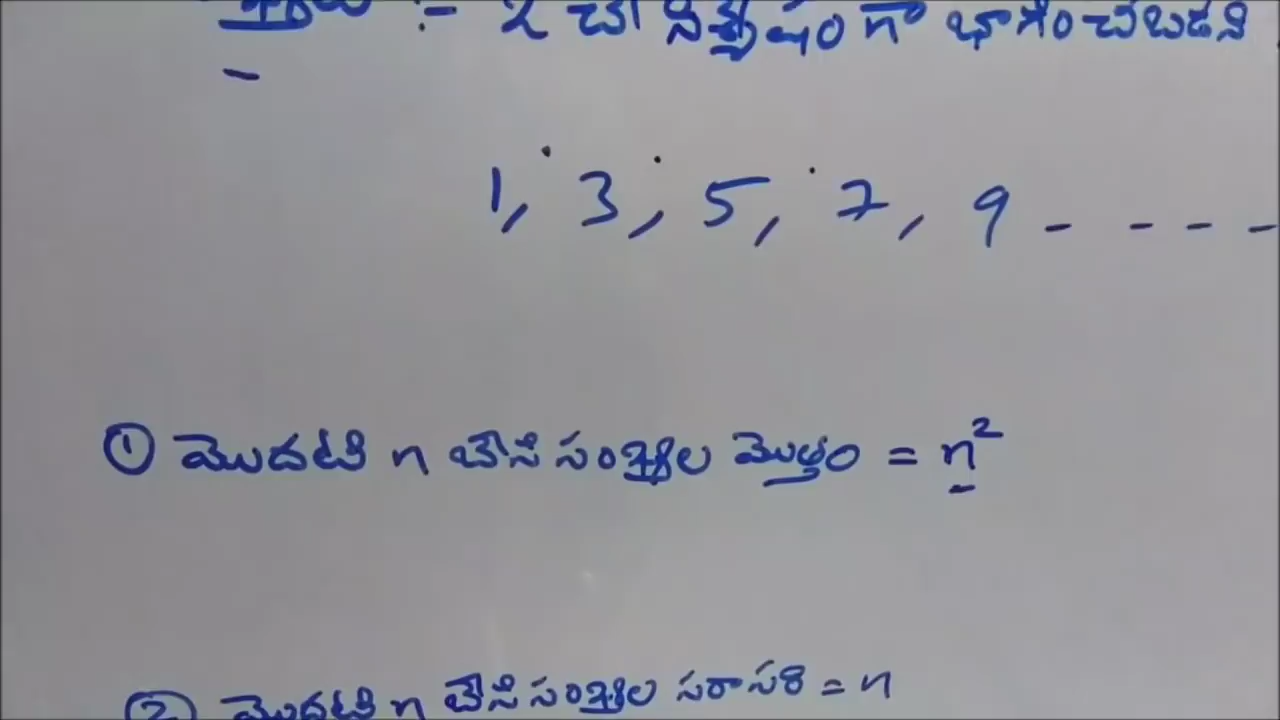 :- 2 చే నిశ్శేషంగా భాగించబడని
1, 3, 5, 7, 9 - - - -
① మొదటి n బేసి సంఖ్యల మొత్తం = n²
② మొదటి n బేసి సంఖ్యల సరాసరి = n